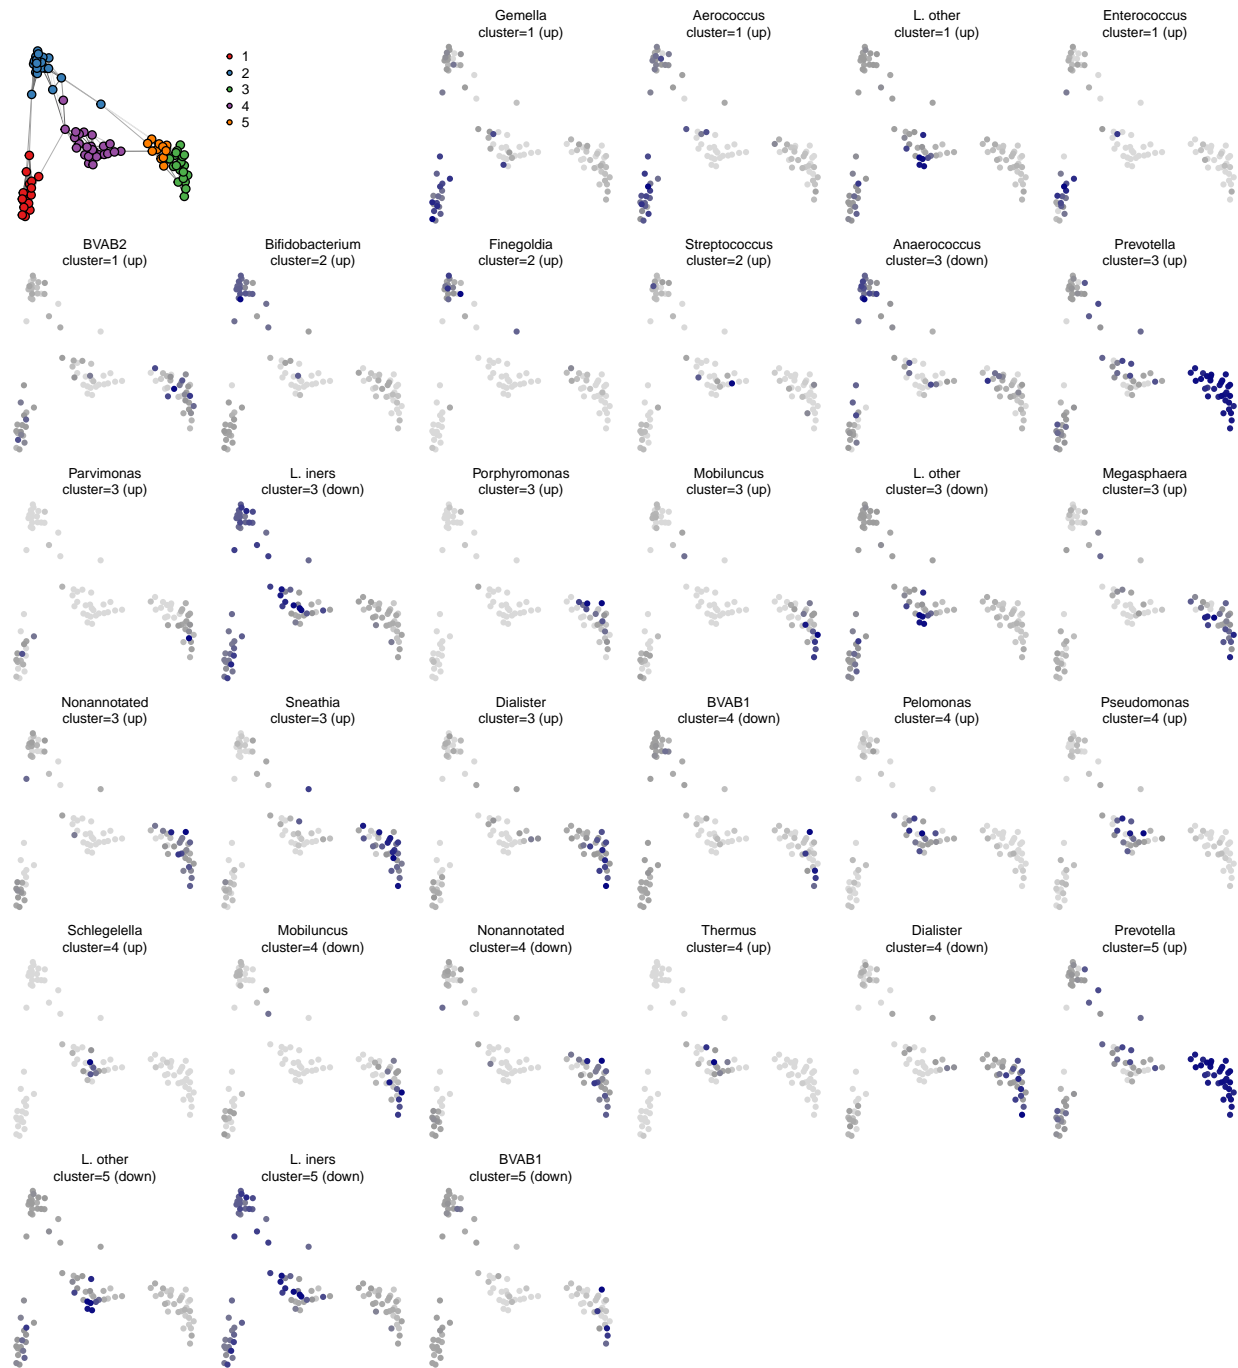 1
2
3
4
5
Gemella
cluster=1 (up)
Aerococcus
cluster=1 (up)
L. other
cluster=1 (up)
Enterococcus
cluster=1 (up)
BVAB2
cluster=1 (up)
Bifidobacterium
cluster=2 (up)
Finegoldia
cluster=2 (up)
Streptococcus
cluster=2 (up)
Anaerococcus
cluster=3 (down)
Prevotella
cluster=3 (up)
Parvimonas
cluster=3 (up)
L. iners
cluster=3 (down)
Porphyromonas
cluster=3 (up)
Mobiluncus
cluster=3 (up)
L. other
cluster=3 (down)
Megasphaera
cluster=3 (up)
Nonannotated
cluster=3 (up)
Sneathia
cluster=3 (up)
Dialister
cluster=3 (up)
BVAB1
cluster=4 (down)
Pelomonas
cluster=4 (up)
Pseudomonas
cluster=4 (up)
Schlegelella
cluster=4 (up)
Mobiluncus
cluster=4 (down)
Nonannotated
cluster=4 (down)
Thermus
cluster=4 (up)
Dialister
cluster=4 (down)
Prevotella
cluster=5 (up)
L. other
cluster=5 (down)
L. iners
cluster=5 (down)
BVAB1
cluster=5 (down)